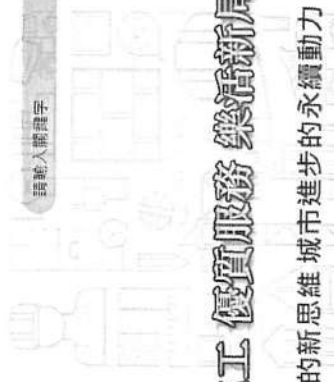 請輸入關鍵字
工 優質服務 樂活新
的新思維 城市進步的永續動力